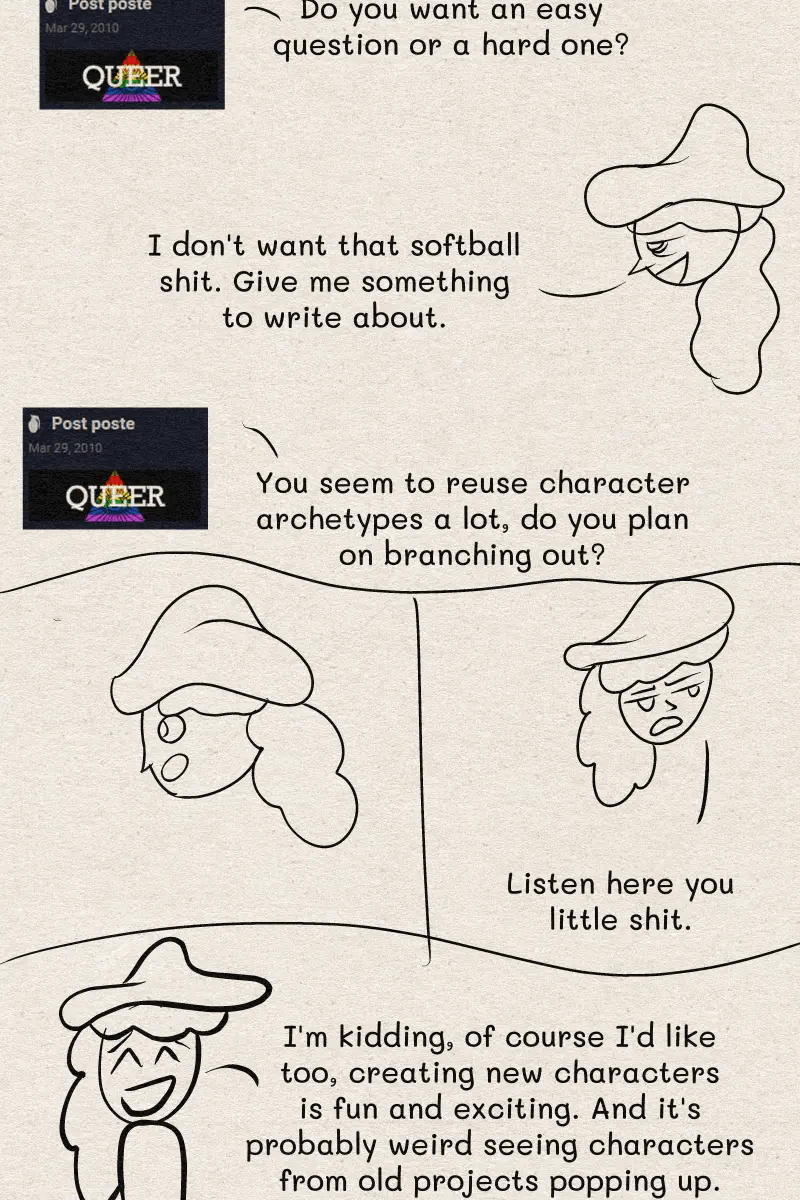 Post poste
Mar 29, 2010
QUEER
Do you want an easy
question or a hard one?
I don't want that softball
shit. Give me something
to write about.
Post poste
Mar 29, 2010
QUEER
You seem to reuse character
archetypes a lot, do you plan
on branching out?
Listen here you
little shit.
I'm kidding, of course I'd like
too, creating new characters
is fun and exciting. And it's
probably weird seeing characters
from old projects popping up.